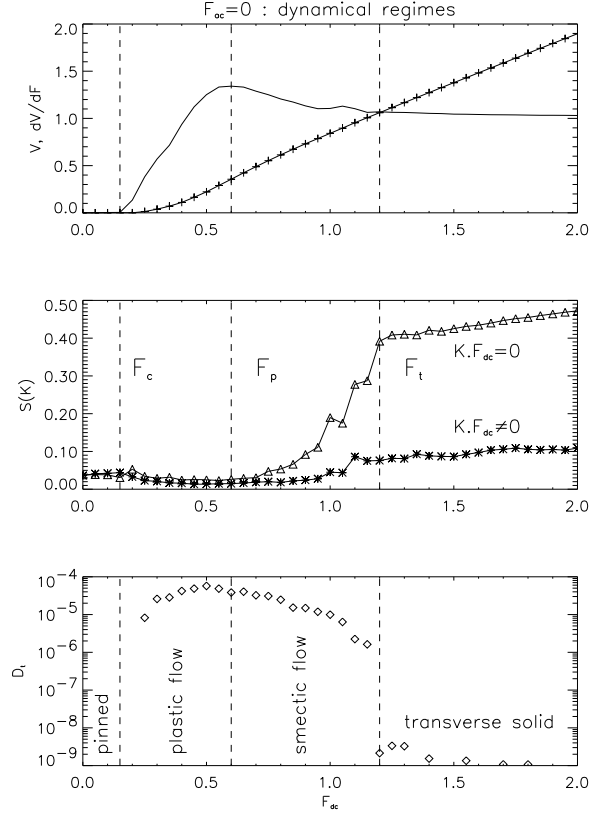 F_ac=0 : dynamical regimes
2.0
1.5
1.0
0.5
0.0
V, dV/dF
0.0 0.5 1.0 1.5 2.0
0.50
0.40
0.30
0.20
0.10
0.00
S(K)
K.F_dc=0
F_c F_p F_t
K.F_dc≠0
0.0 0.5 1.0 1.5 2.0
10^-4
10^-5
10^-6
10^-7
10^-8
10^-9
D_t
pinned
plastic flow
smectic flow
transverse solid
0.0 0.5 1.0 1.5 2.0
F_dc